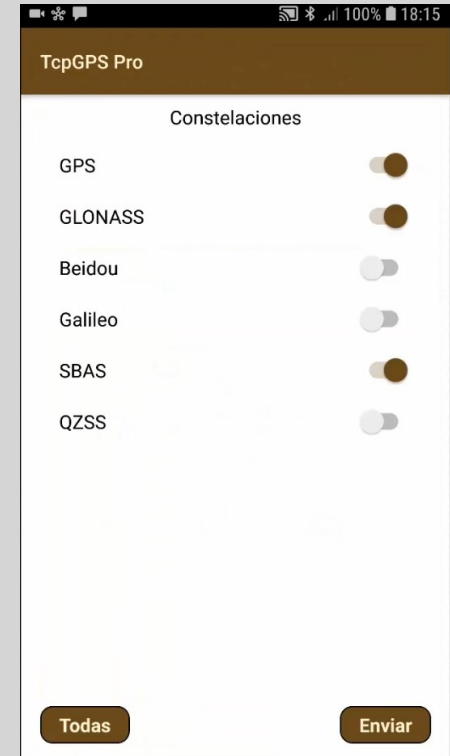 100% 18:15
TcpGPS Pro
Constelaciones
GPS
GLONASS
Beidou
Galileo
SBAS
QZSS
Todas Enviar